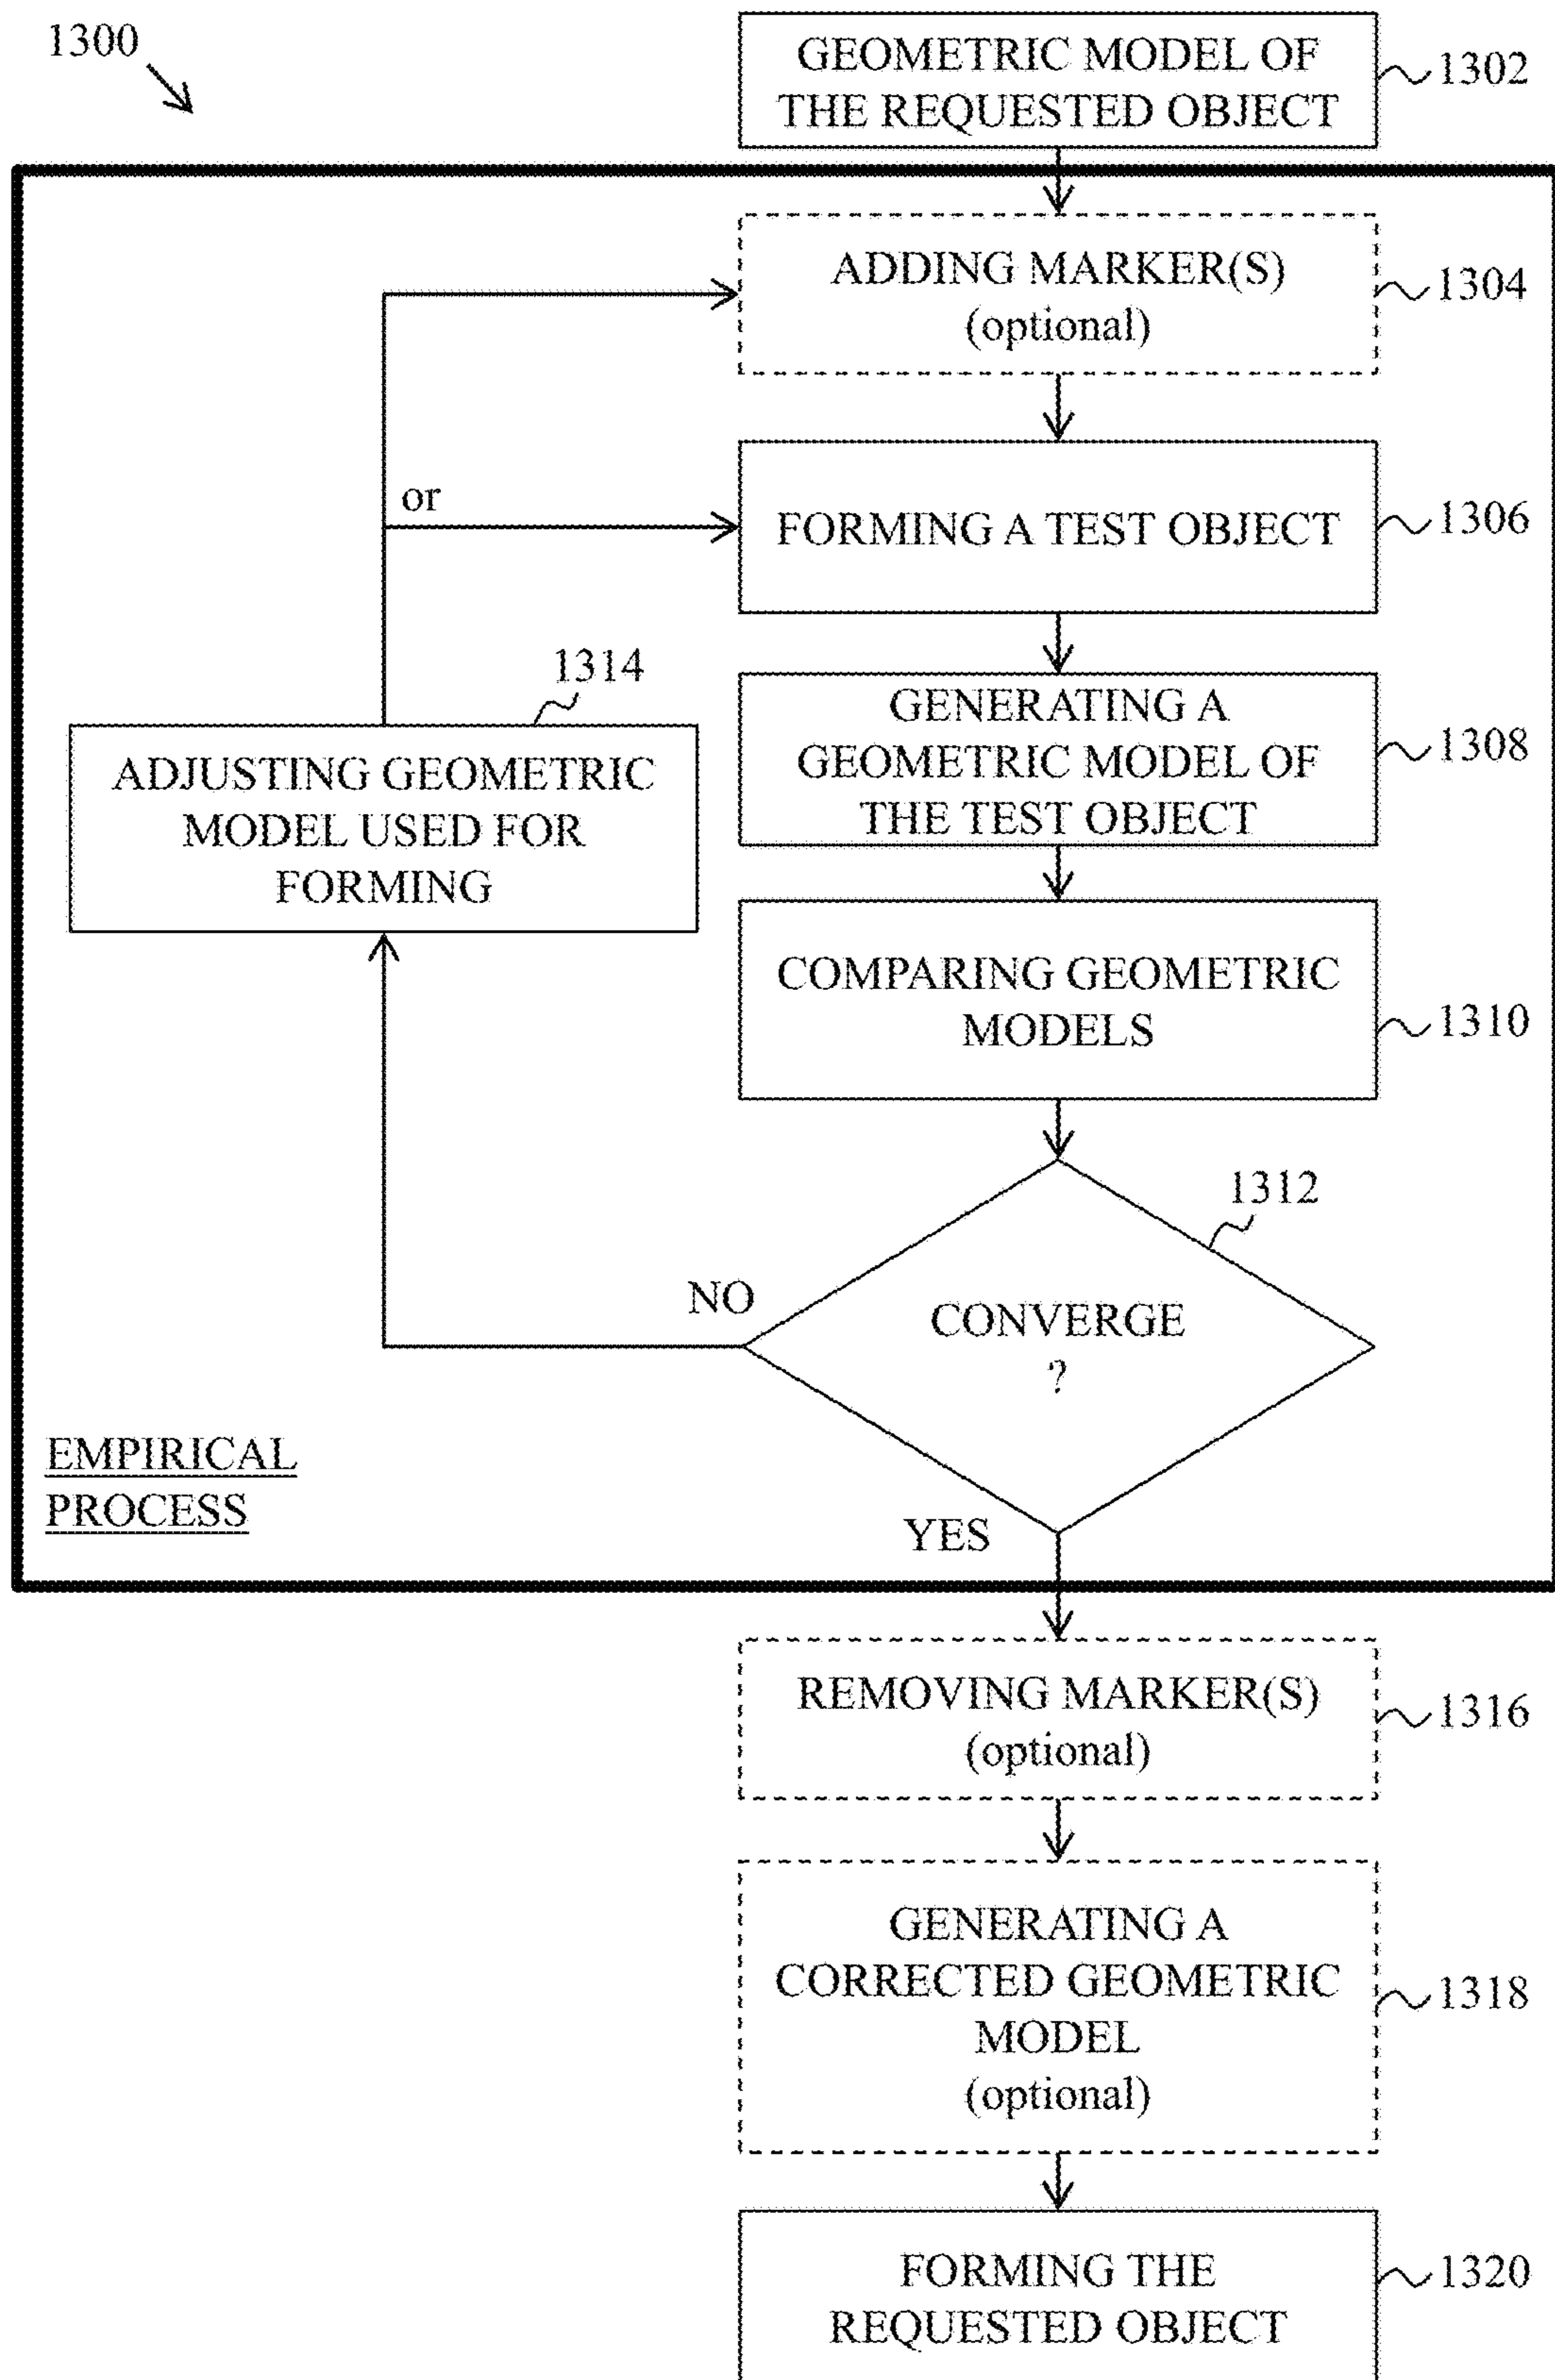 1300
GEOMETRIC MODEL OF
THE REQUESTED OBJECT
1302
ADDING MARKER(S)
(optional)
1304
or
FORMING A TEST OBJECT
1306
1314
ADJUSTING GEOMETRIC
MODEL USED FOR
FORMING
GENERATING A
GEOMETRIC MODEL OF
THE TEST OBJECT
1308
COMPARING GEOMETRIC
MODELS
1310
1312
NO
CONVERGE
?
EMPIRICAL
PROCESS
YES
REMOVING MARKER(S)
(optional)
1316
GENERATING A
CORRECTED GEOMETRIC
MODEL
(optional)
1318
FORMING THE
REQUESTED OBJECT
1320